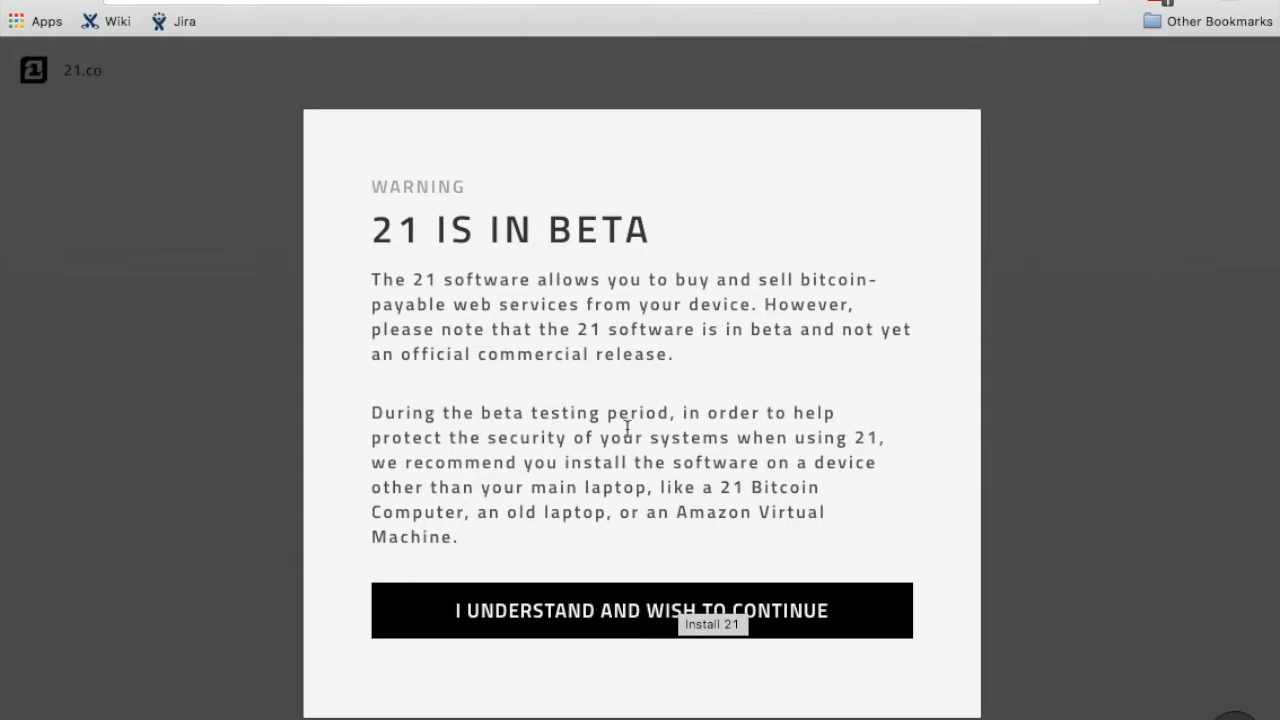 Apps Wiki Jira Other Bookmarks
21.co
WARNING
21 IS IN BETA
The 21 software allows you to buy and sell bitcoin-
payable web services from your device. However,
please note that the 21 software is in beta and not yet
an official commercial release.
During the beta testing period, in order to help
protect the security of your systems when using 21,
we recommend you install the software on a device
other than your main laptop, like a 21 Bitcoin
Computer, an old laptop, or an Amazon Virtual
Machine.
I UNDERSTAND AND WISH TO CONTINUE
Install 21